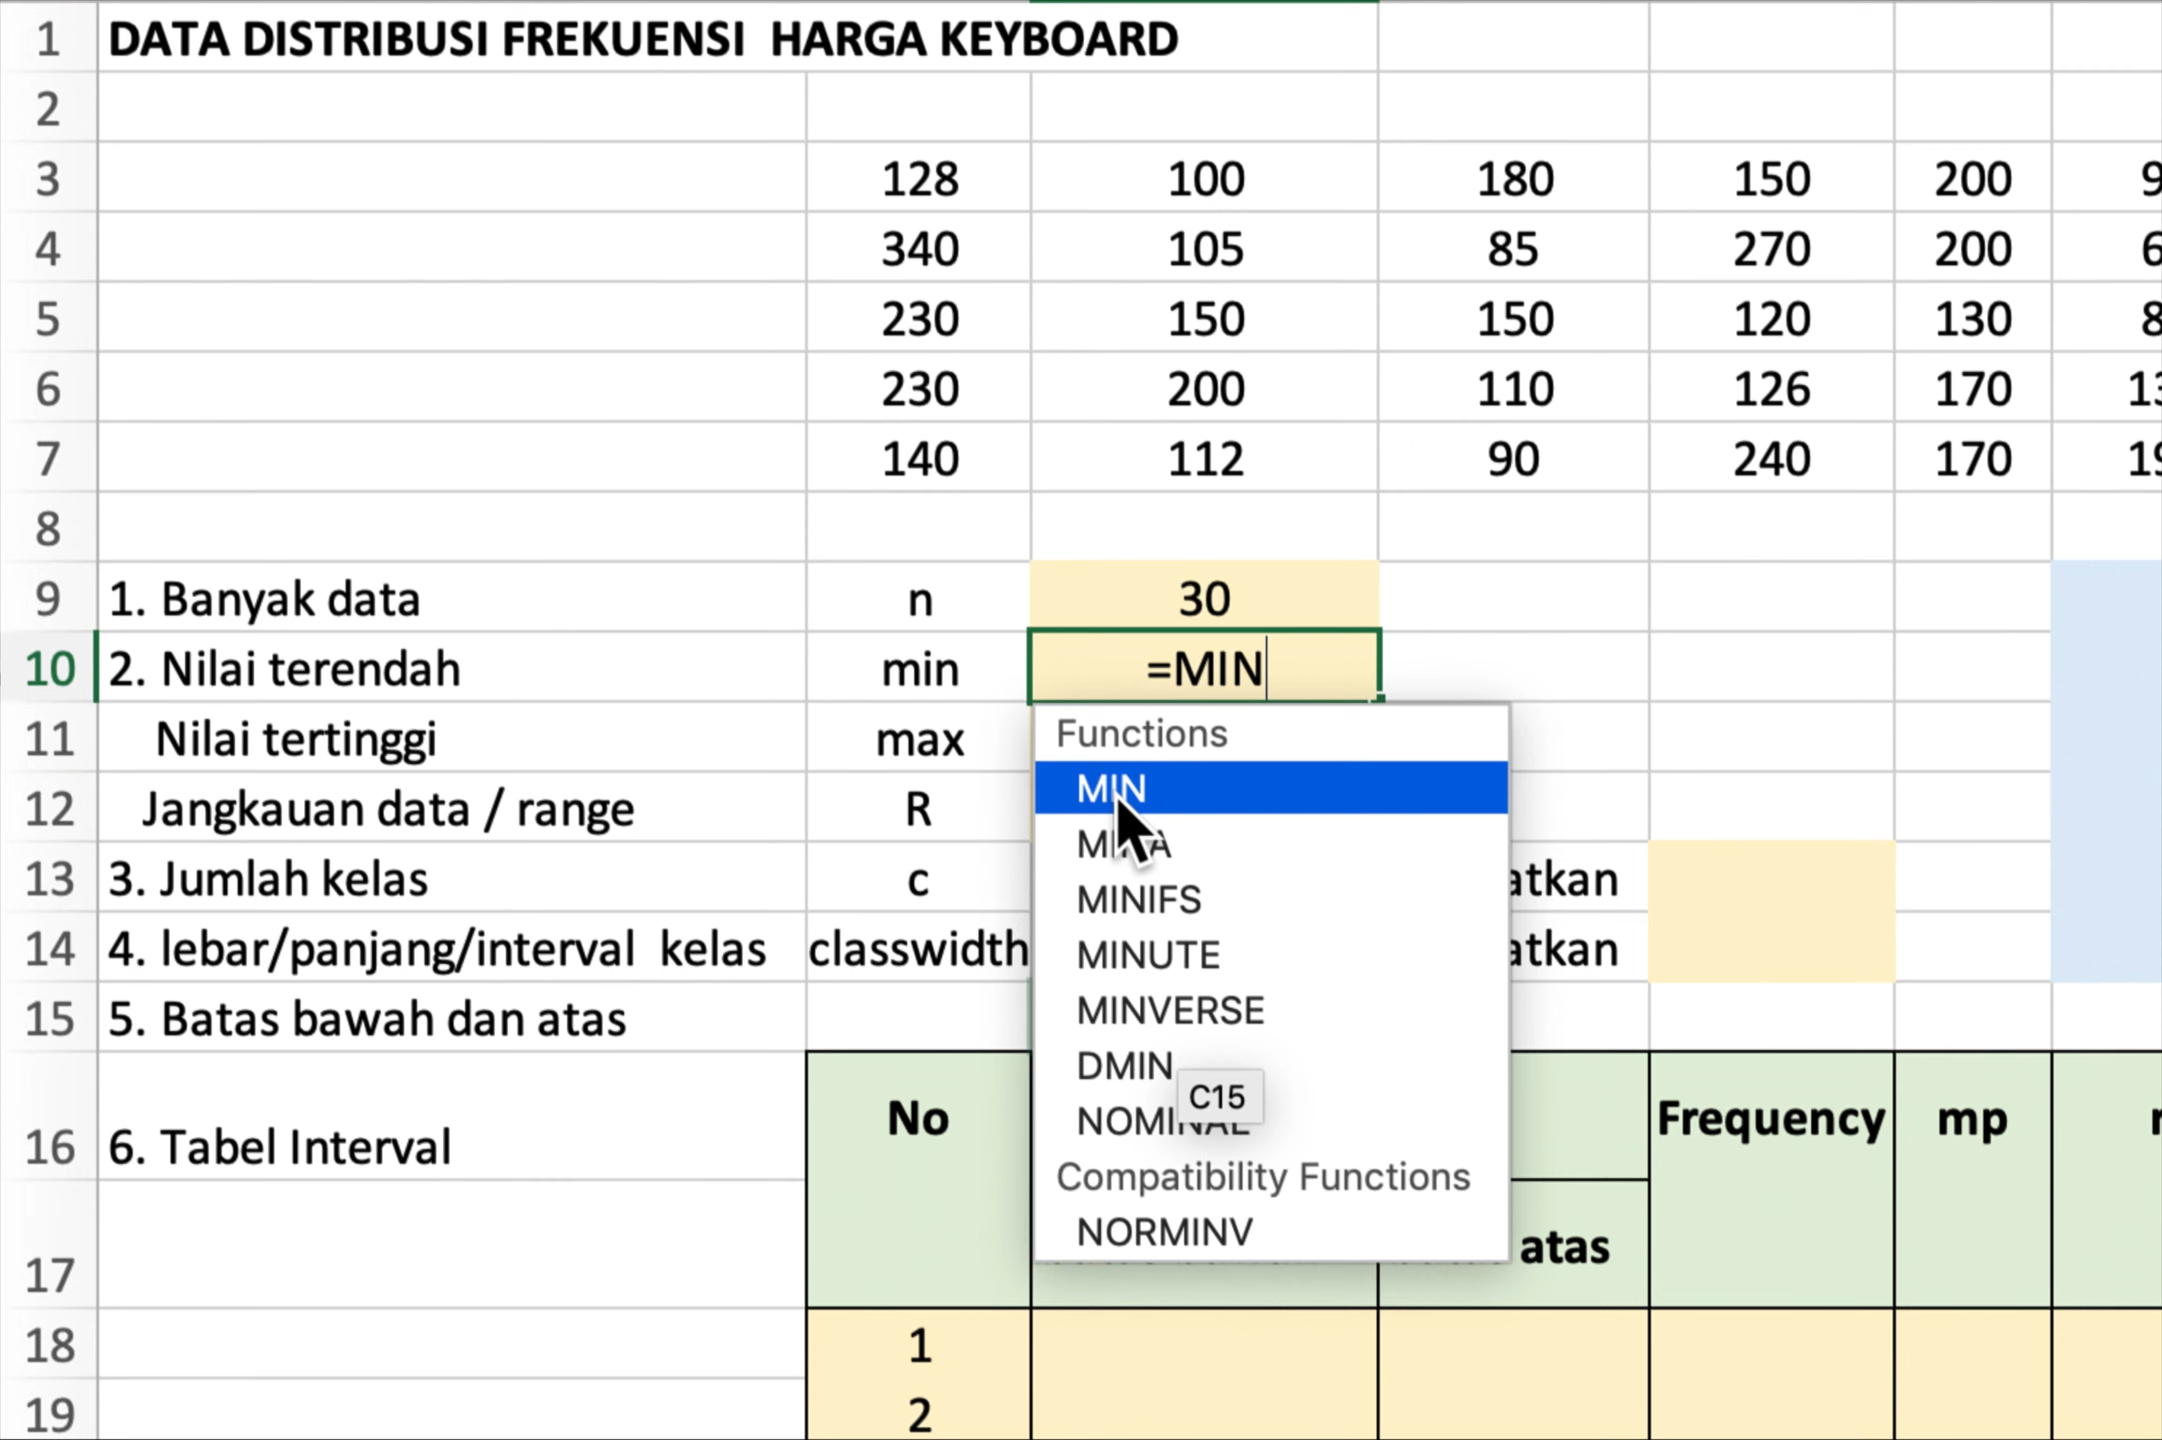 1 DATA DISTRIBUSI FREKUENSI HARGA KEYBOARD
2
3 128 100 180 150 200
4 340 105 85 270 200
5 230 150 150 120 130
6 230 200 110 126 170
7 140 112 90 240 170
8
9 1. Banyak data n 30
10 2. Nilai terendah min =MIN
11 Nilai tertinggi max
Functions
MIN
12 Jangkauan data / range R
13 3. Jumlah kelas c atkan
MINIFS
14 4. lebar/panjang/interval kelas classwidth atkan
MINUTE
15 5. Batas bawah dan atas
MINVERSE
DMIN
C15
16 6. Tabel Interval No Frequency mp
Compatibility Functions
NORMINV
17 atas
18 1
19 2